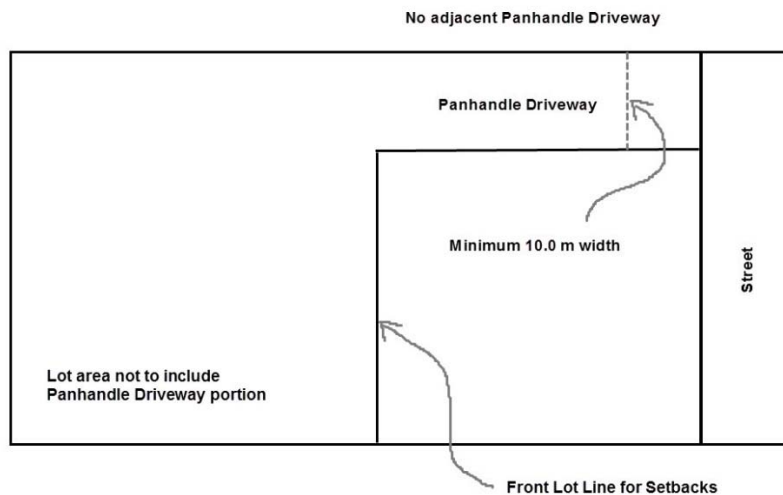 No adjacent Panhandle Driveway
Panhandle Driveway
Minimum 10.0 m width
Street
Lot area not to include
Panhandle Driveway portion
Front Lot Line for Setbacks